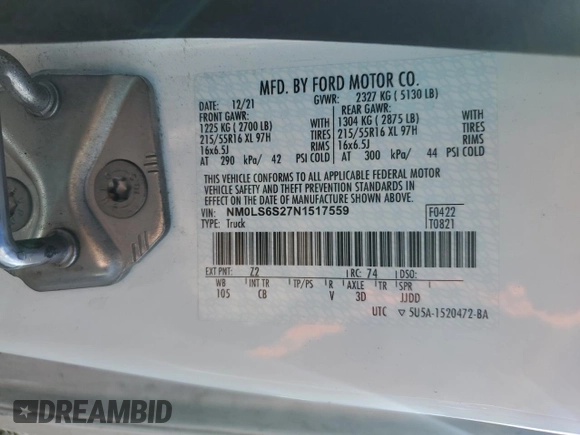 MFD. BY FORD MOTOR CO.
DATE: 12/21 GVWR: 2327 KG ( 5130 LB)
FRONT GAWR: REAR GAWR:
1225 KG ( 2700 LB) 1304 KG ( 2875 LB)
215/55R16 XL 97H TIRES 215/55R16 XL 97H TIRES
16x6.5J RIMS 16x6.5J RIMS
AT 290 kPa/ 42 PSI COLD AT 300 kPa/ 44 PSI COLD
THIS VEHICLE CONFORMS TO ALL APPLICABLE FEDERAL MOTOR
VEHICLE SAFETY AND THEFT PREVENTION STANDARDS IN
EFFECT ON THE DATE OF MANUFACTURE SHOWN ABOVE.
VIN: NM0LS6S27N1517559 F0422
TYPE: Truck T0821
EXT PNT: Z2 RC: 74 DSO:
WB INT TR TP/PS R AXLE TR SPR
105 CB V 3D JJDD
UTC ▽ 5U5A-1520472-BA
DREAMBID